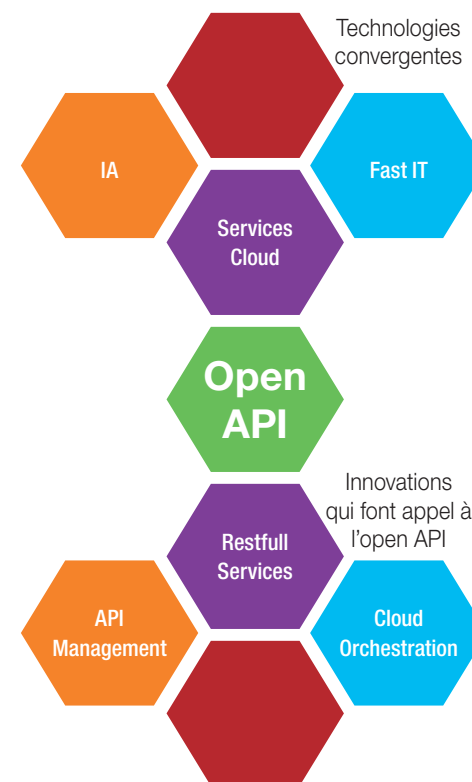 Technologies
convergentes
IA
Fast IT
Services
Cloud
Open
API
Innovations
qui font appel à
l'open API
Restfull
Services
API
Management
Cloud
Orchestration